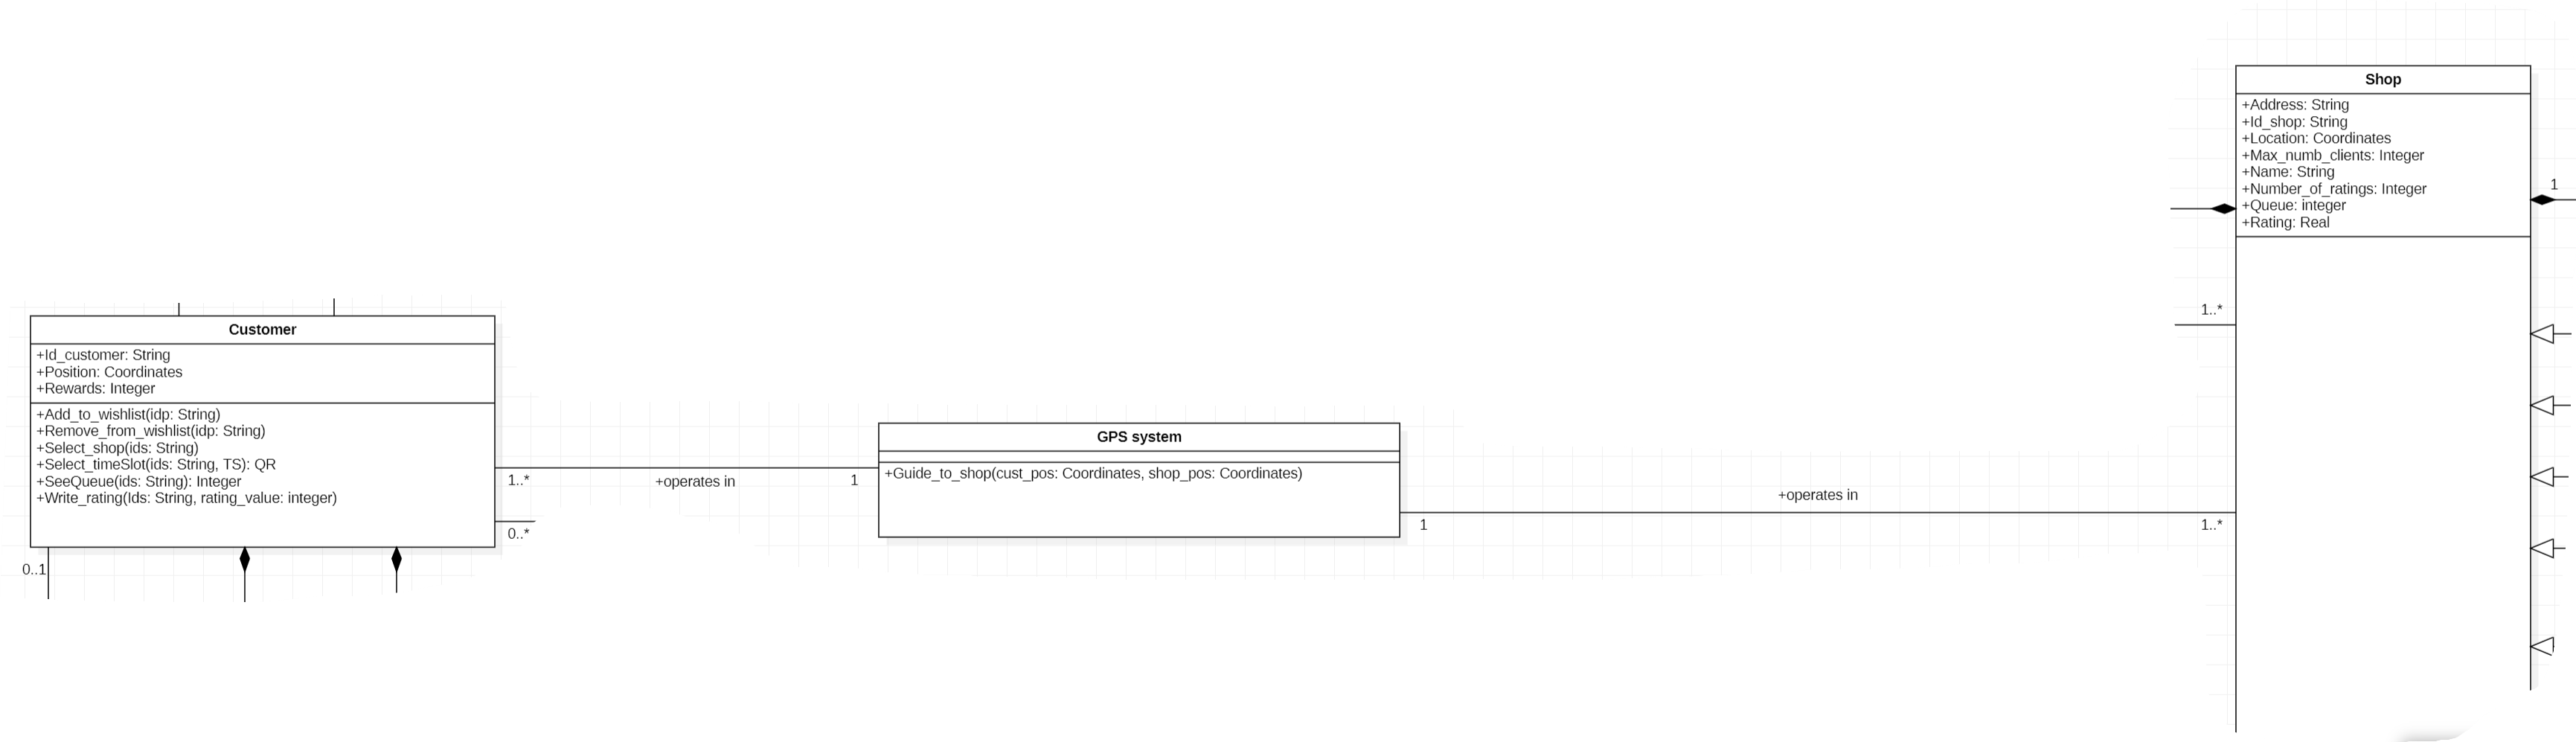 Customer
+Id_customer: String
+Position: Coordinates
+Rewards: Integer
+Add_to_wishlist(idp: String)
+Remove_from_wishlist(idp: String)
+Select_shop(ids: String)
+Select_timeSlot(ids: String, TS): QR
+SeeQueue(ids: String): Integer
+Write_rating(Ids: String, rating_value: integer)
0..1
1..*
+operates in
1
0..*
GPS system
+Guide_to_shop(cust_pos: Coordinates, shop_pos: Coordinates)
1
+operates in
1..*
1..*
Shop
+Address: String
+Id_shop: String
+Location: Coordinates
+Max_numb_clients: Integer
+Name: String
+Number_of_ratings: Integer
+Queue: integer
+Rating: Real
1